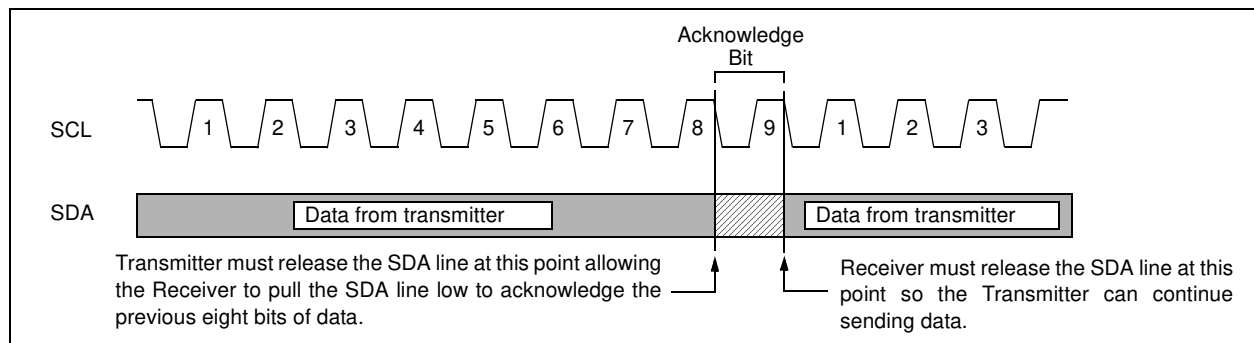 Acknowledge
Bit
SCL
1 2 3 4 5 6 7 8 9 1 2 3
SDA
Data from transmitter
Data from transmitter
Transmitter must release the SDA line at this point allowing
the Receiver to pull the SDA line low to acknowledge the
previous eight bits of data.
Receiver must release the SDA line at this
point so the Transmitter can continue
sending data.